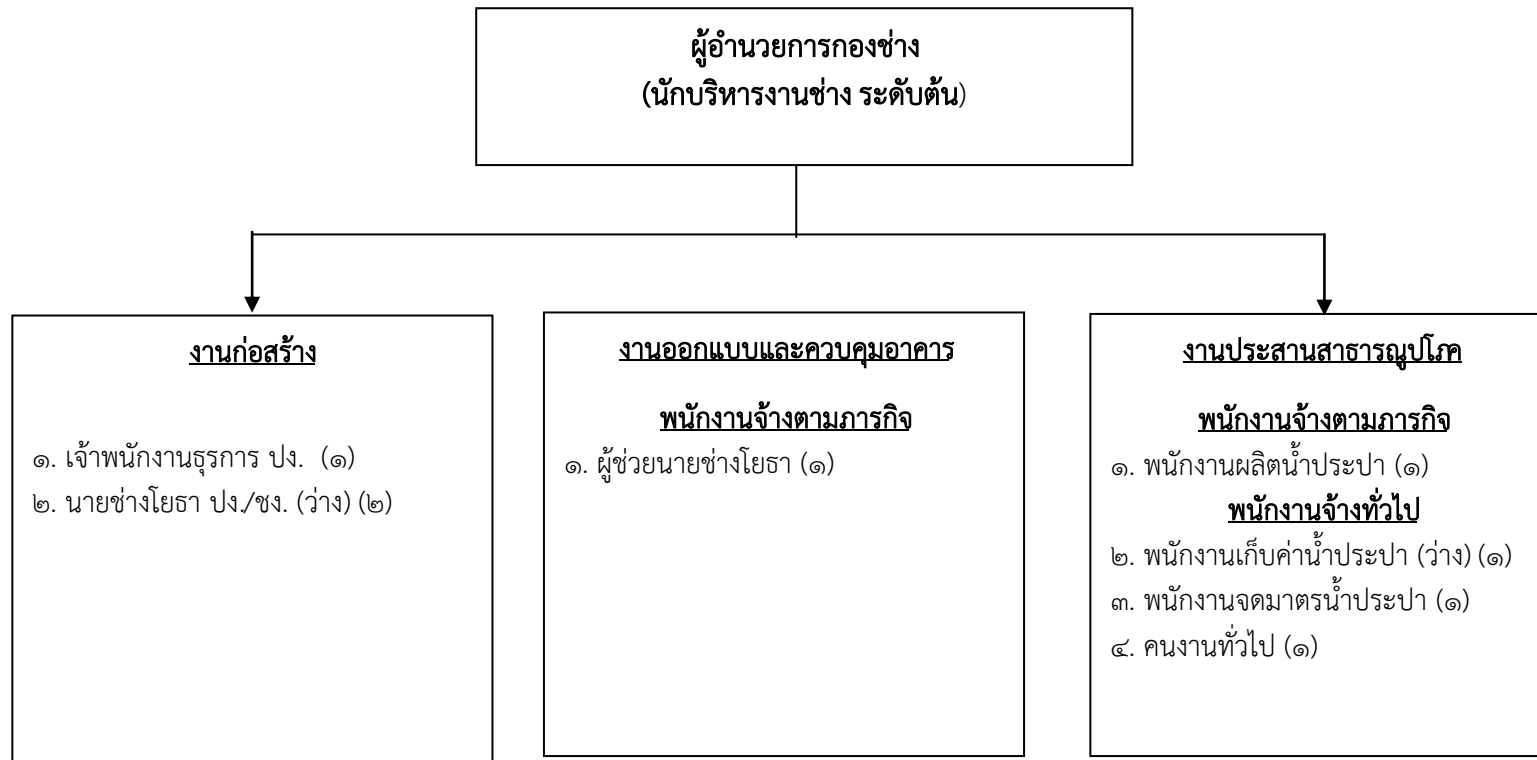 ผู้อำนวยการกองช่าง
(นักบริหารงานช่าง ระดับต้น)
งานก่อสร้าง
๑. เจ้าพนักงานธุรการ ปง. (๑)
๒. นายช่างโยธา ปง./ชง. (ว่าง) (๒)
งานออกแบบและควบคุมอาคาร
พนักงานจ้างตามภารกิจ
๑. ผู้ช่วยนายช่างโยธา (๑)
งานประสานสาธารณูปโภค
พนักงานจ้างตามภารกิจ
๑. พนักงานผลิตน้ำประปา (๑)
พนักงานจ้างทั่วไป
๒. พนักงานเก็บค่าน้ำประปา (ว่าง) (๑)
๓. พนักงานจดมาตรน้ำประปา (๑)
๔. คนงานทั่วไป (๑)